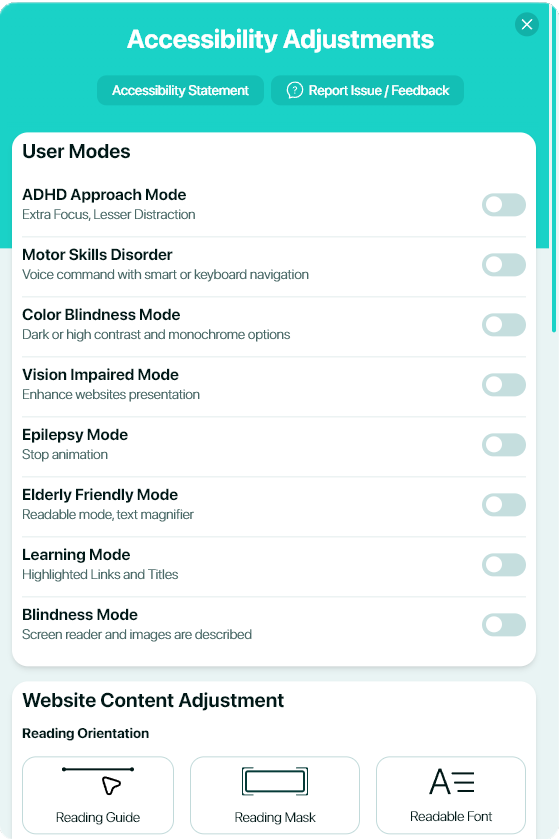 Accessibility Adjustments
Accessibility Statement
? Report Issue / Feedback
User Modes
ADHD Approach Mode
Extra Focus, Lesser Distraction
Motor Skills Disorder
Voice command with smart or keyboard navigation
Color Blindness Mode
Dark or high contrast and monochrome options
Vision Impaired Mode
Enhance websites presentation
Epilepsy Mode
Stop animation
Elderly Friendly Mode
Readable mode, text magnifier
Learning Mode
Highlighted Links and Titles
Blindness Mode
Screen reader and images are described
Website Content Adjustment
Reading Orientation
Reading Guide
Reading Mask
A
Readable Font